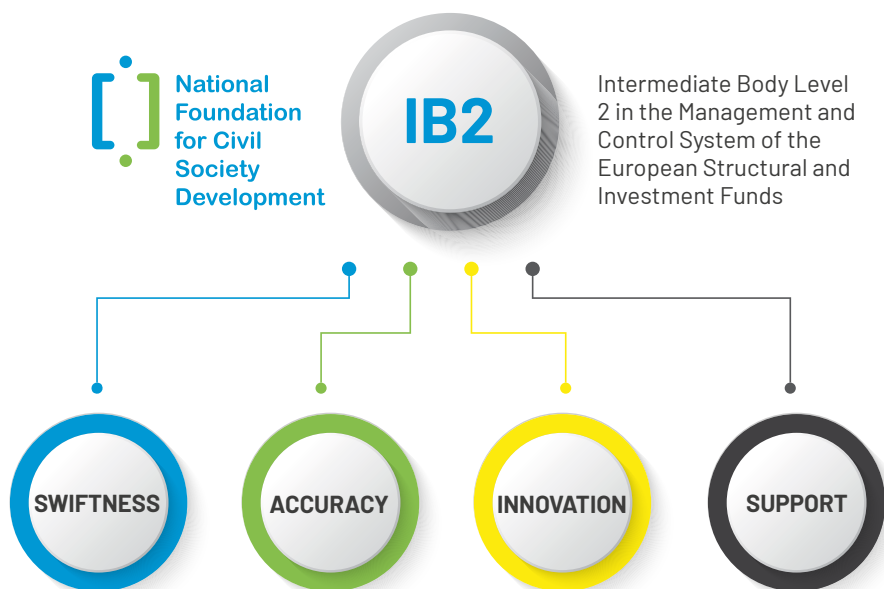 National
Foundation
for Civil
Society
Development
IB2
Intermediate Body Level
2 in the Management and
Control System of the
European Structural and
Investment Funds
SWIFTNESS
ACCURACY
INNOVATION
SUPPORT